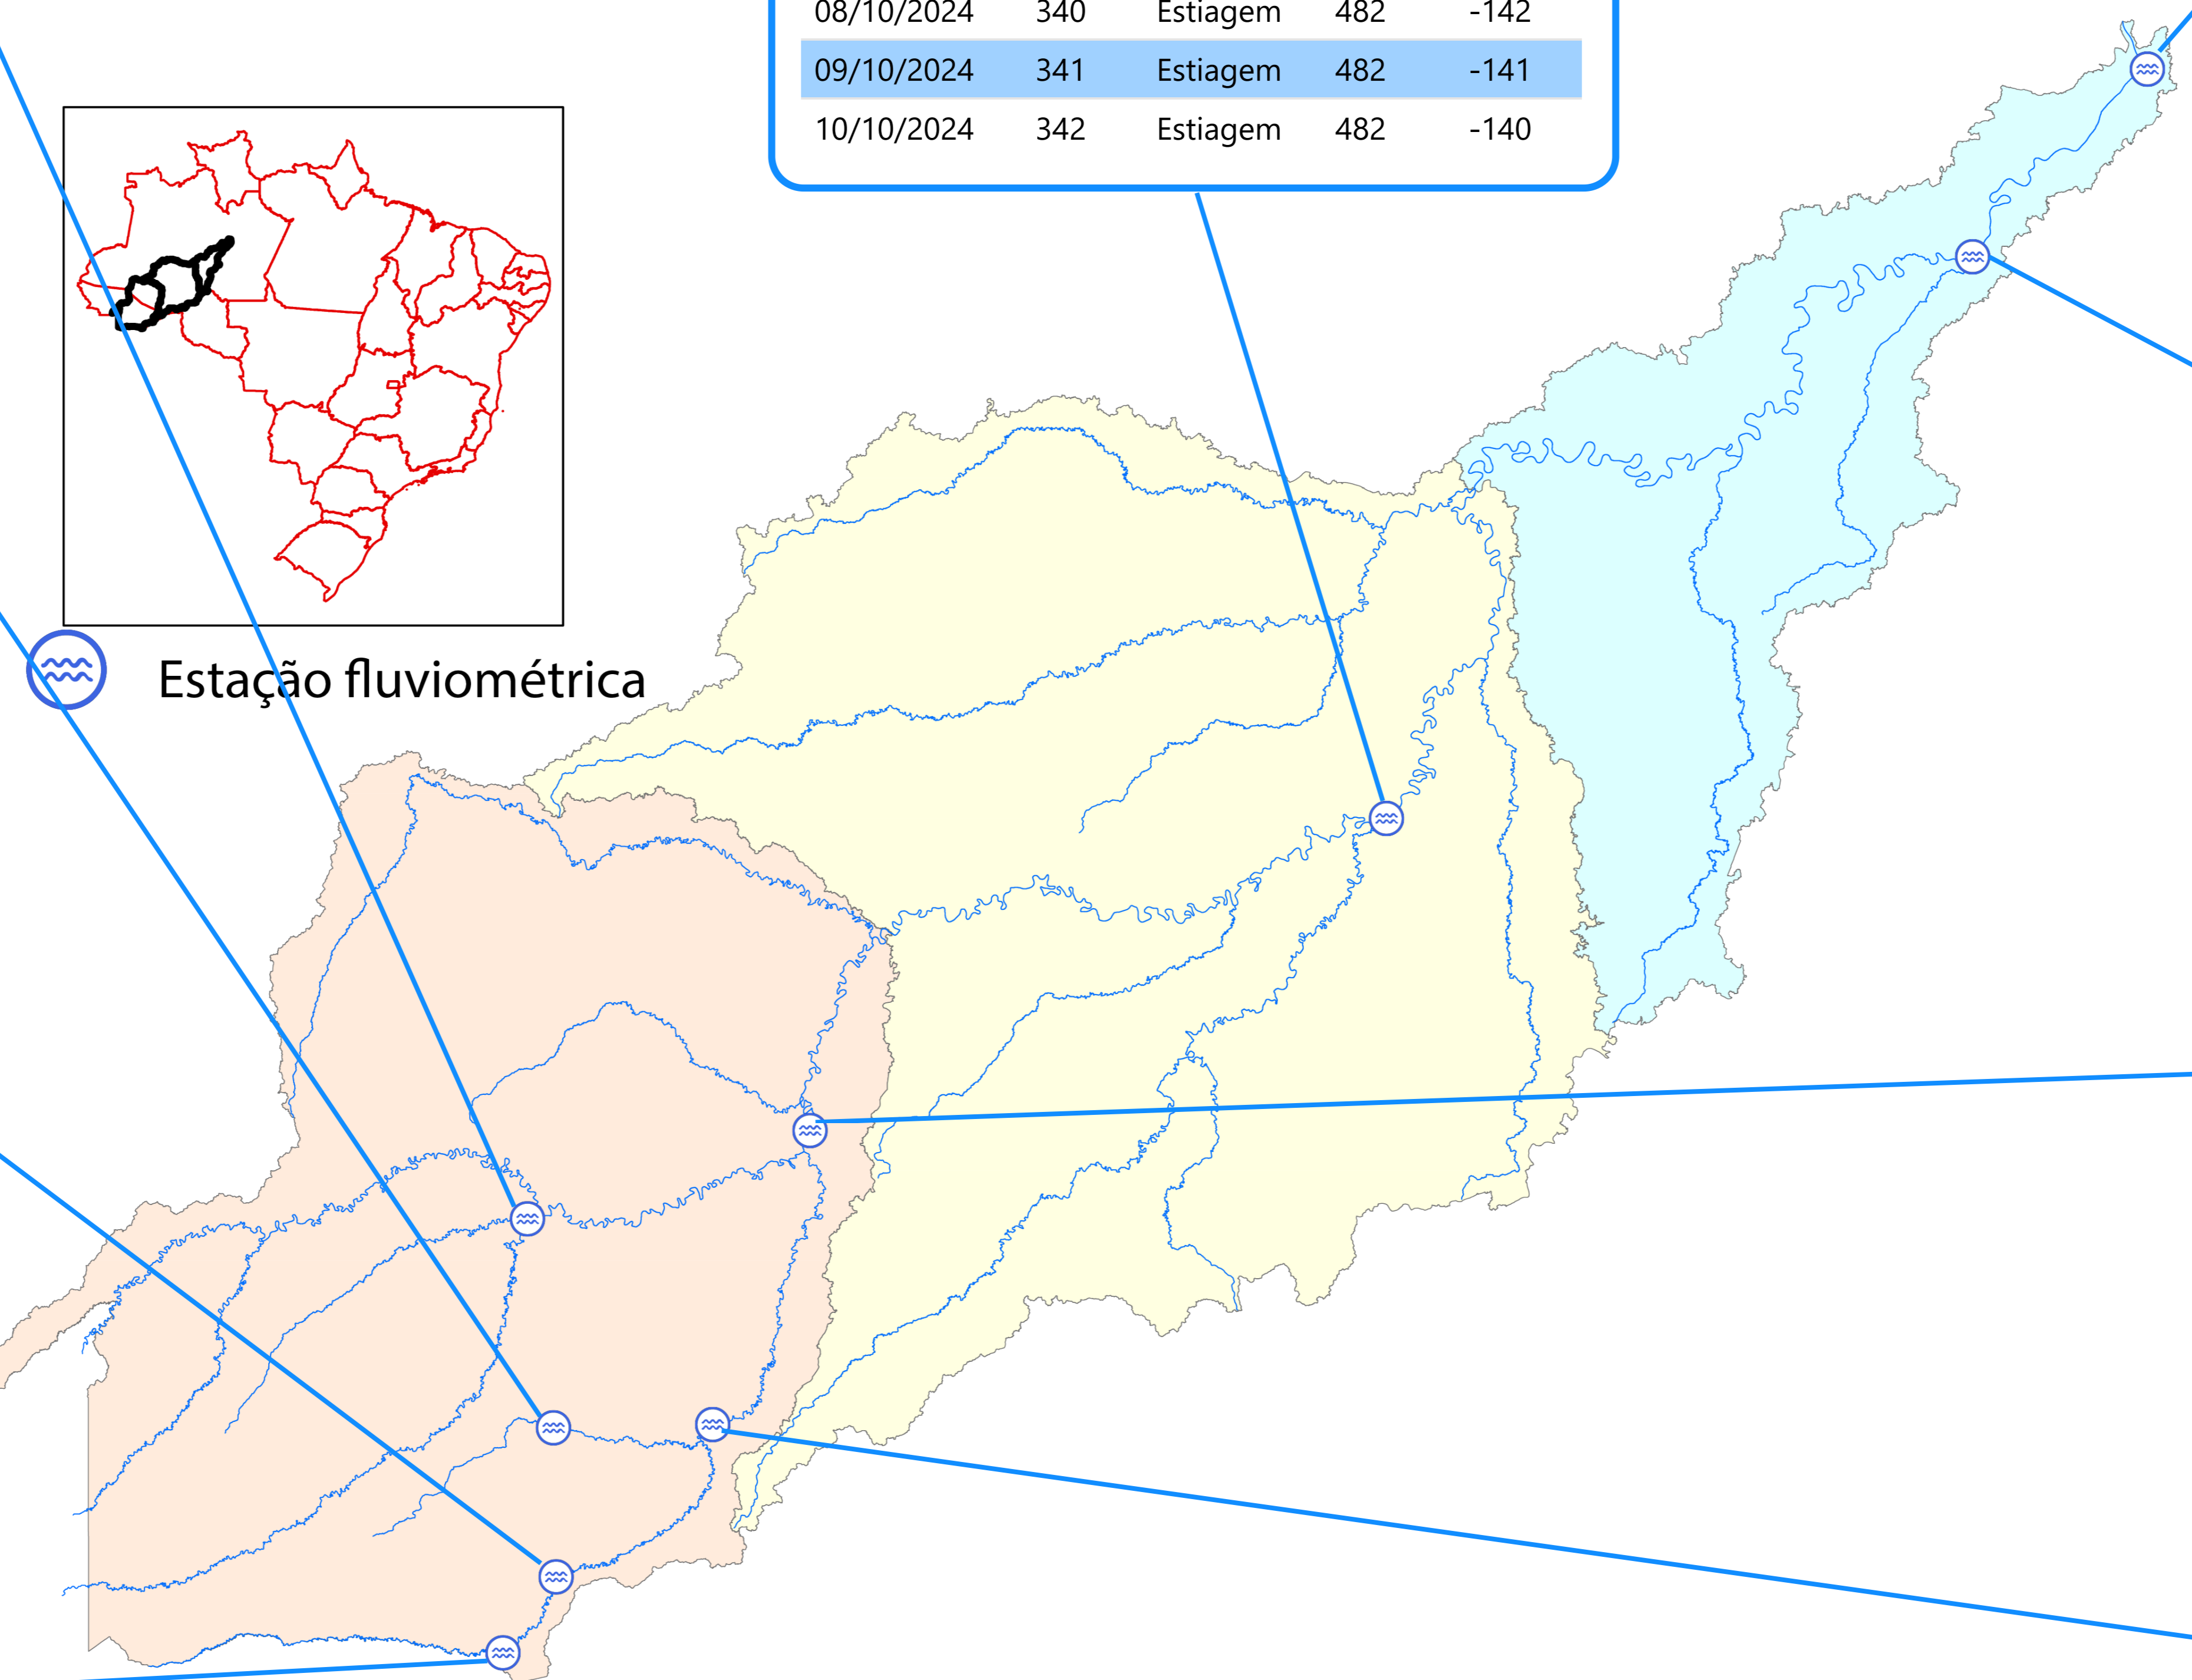 08/10/2024 340 Estiagem 482 -142
09/10/2024 341 Estiagem 482 -141
10/10/2024 342 Estiagem 482 -140
Estação fluviométrica